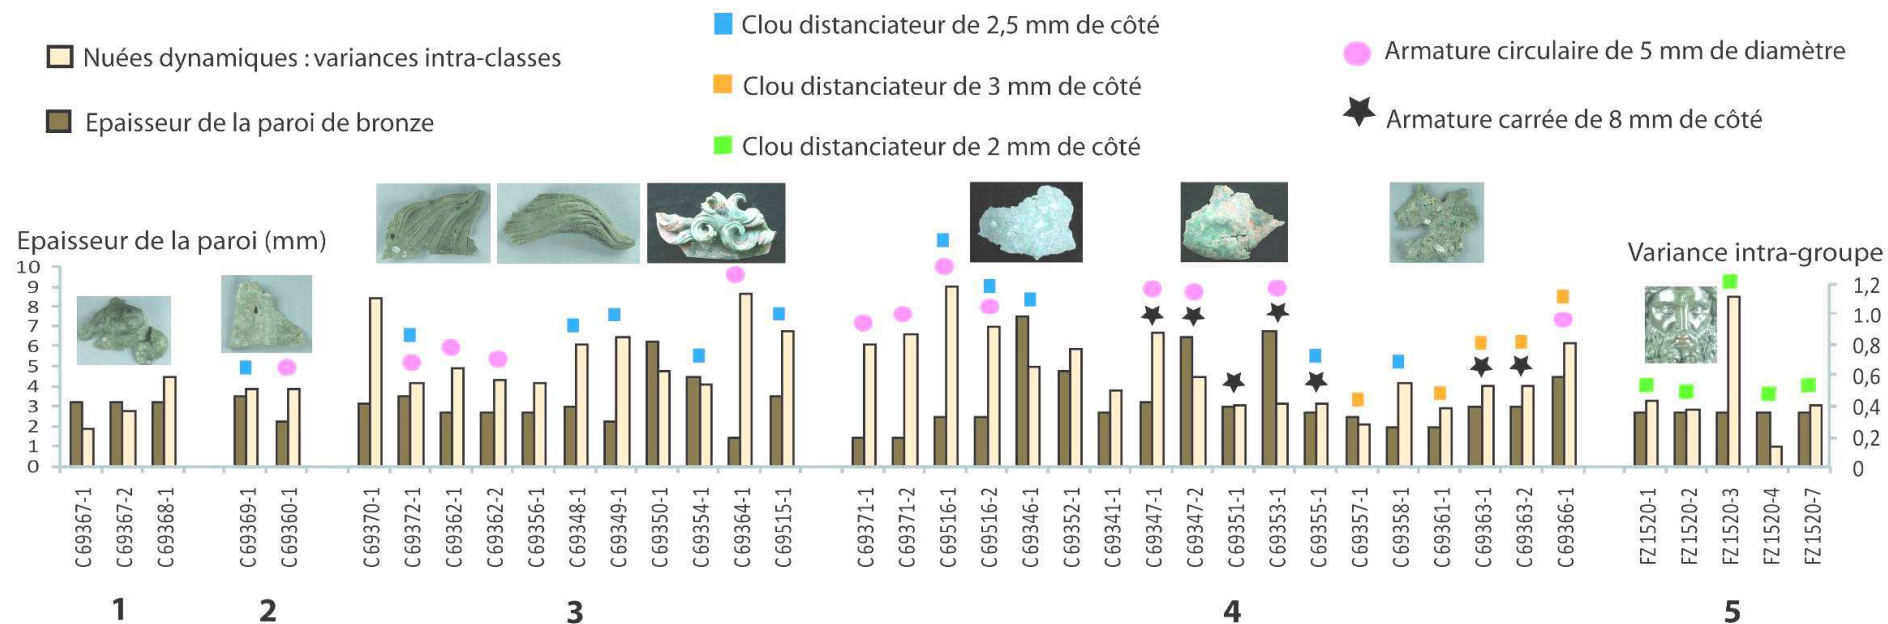 Nuées dynamiques : variances intra-classes
Epaisseur de la paroi de bronze
Clou distanciateur de 2,5 mm de côté
Clou distanciateur de 3 mm de côté
Clou distanciateur de 2 mm de côté
Armature circulaire de 5 mm de diamètre
Armature carrée de 8 mm de côté
Epaisseur de la paroi (mm)
Variance intra-groupe
10
9
8
7
6
5
4
3
2
1
0
1,2
1.0
0,8
0,6
0,4
0,2
0
C69367-1
C69367-2
C69368-1
C69369-1
C69360-1
C69370-1
C69372-1
C69362-1
C69362-2
C69356-1
C69348-1
C69349-1
C69350-1
C69354-1
C69364-1
C69515-1
C69371-1
C69371-2
C69516-1
C69516-2
C69346-1
C69352-1
C69341-1
C69347-1
C69347-2
C69351-1
C69353-1
C69355-1
C69357-1
C69358-1
C69361-1
C69363-1
C69363-2
C69366-1
FZ11520-1
FZ11520-2
FZ11520-3
FZ11520-4
FZ11520-7
1
2
3
4
5